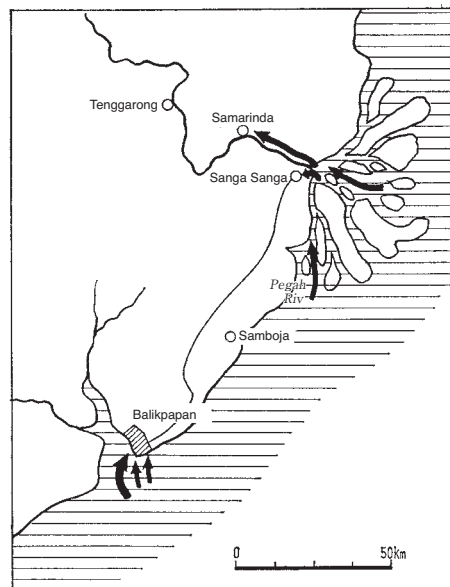 Tenggarong
Samarinda
Sanga Sanga
Pegah
Riv
Samboja
Balikpapan
0
50km